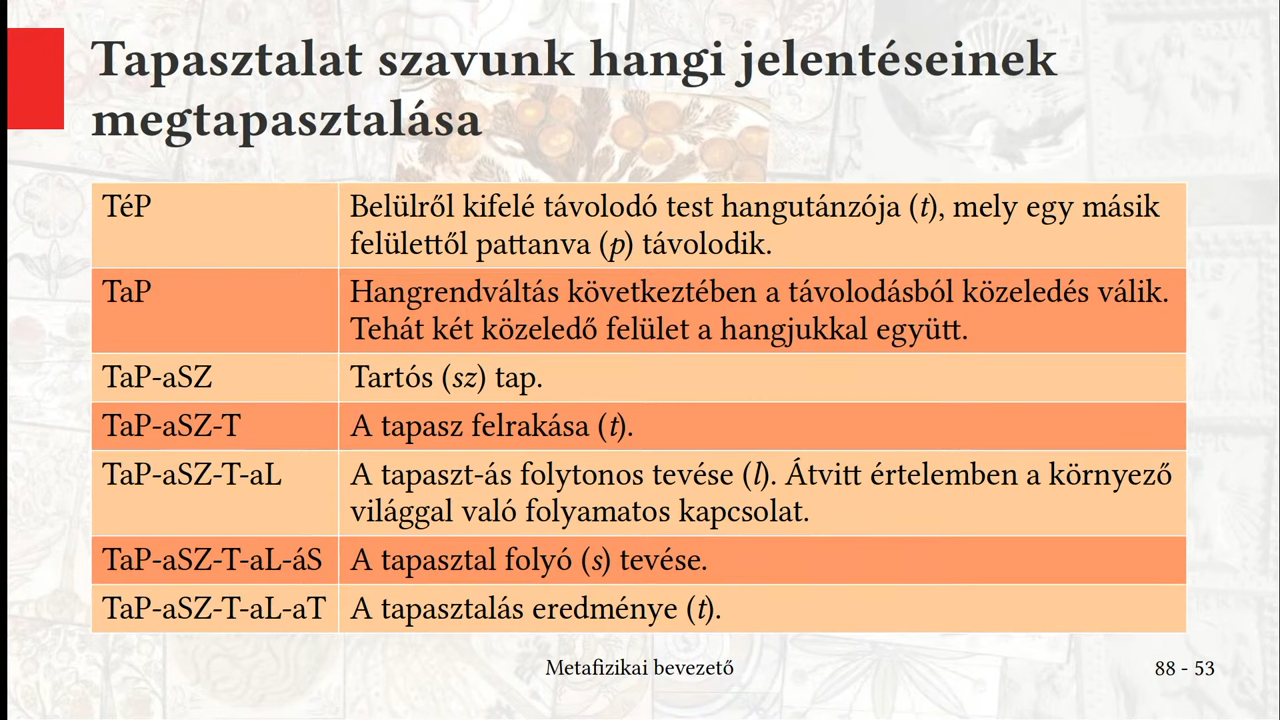 Tapasztalat szavunk hangi jelentéseinek
megtapasztalása
TéP
Belülről kifelé távolodó test hangutánzója (t), mely egy másik
felülettől pattanva (p) távolodik.
TaP
Hangrendváltás következtében a távolodásból közeledés válik.
Tehát két közeledő felület a hangjukkal együtt.
TaP-aSZ
Tartós (sz) tap.
TaP-aSZ-T
A tapasz felrakása (t).
TaP-aSZ-T-aL
A tapaszt-ás folytonos tevése (l). Átvitt értelemben a környező
világgal való folyamatos kapcsolat.
TaP-aSZ-T-aL-áS
A tapasztal folyó (s) tevése.
TaP-aSZ-T-aL-aT
A tapasztalás eredménye (t).
Metafizikai bevezető
88 - 53